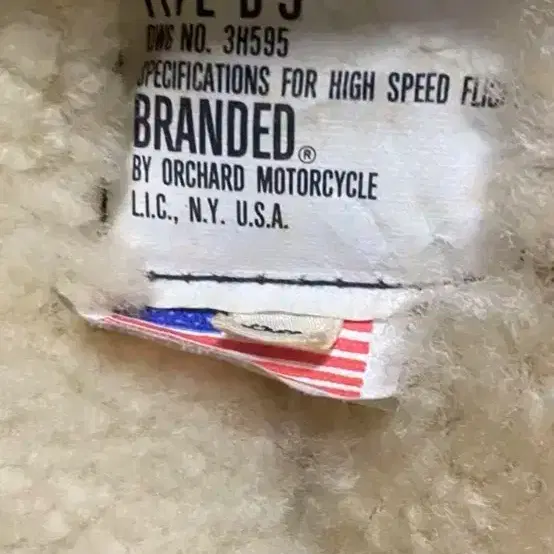 DWG NO. 3H595
SPECIFICATIONS FOR HIGH SPEED
BRANDED®
BY ORCHARD MOTORCYCLE
L.I.C., N.Y. U.S.A.